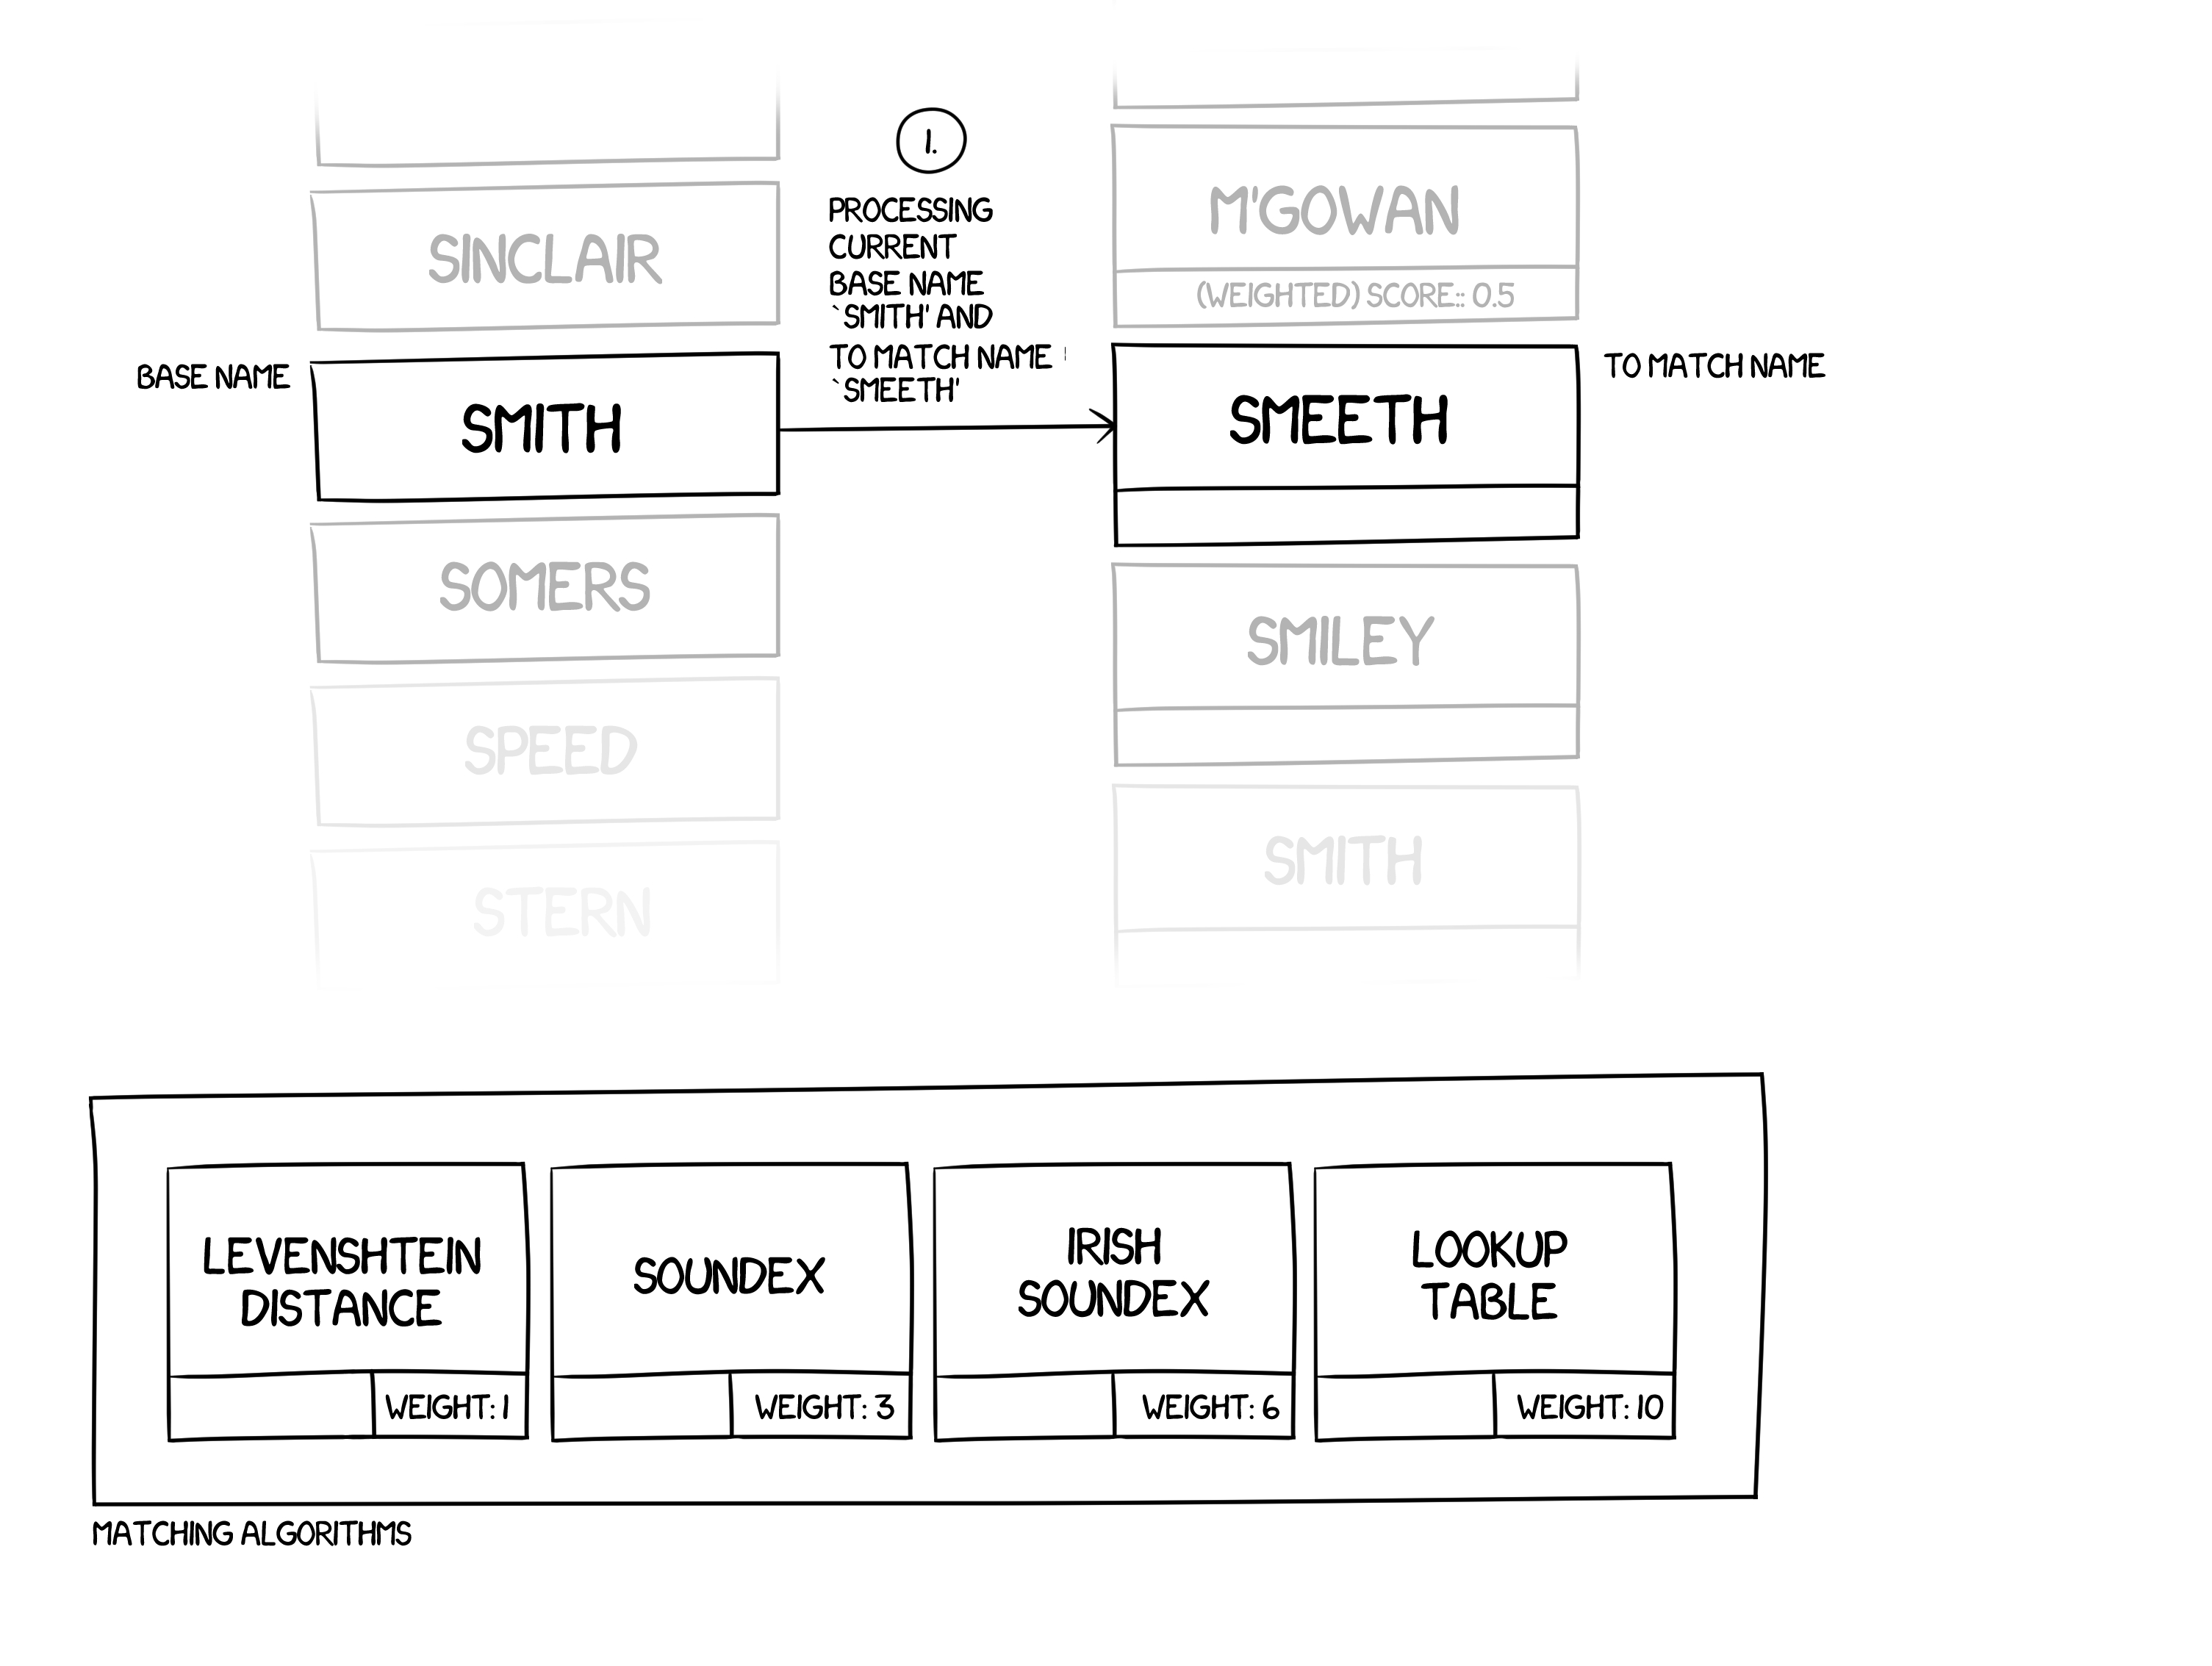 1.
PROCESSING
CURRENT
BASE NAME
`SMITH' AND
TO MATCH NAME
`SMEETH'
BASE NAME
SINCLAIR
SMITH
SOMERS
SPEED
STERN
M'GOWAN
(WEIGHTED) SCORE:: 0.5
SMEETH
TO MATCH NAME
SMILEY
SMITH
LEVENSHTEIN
DISTANCE
WEIGHT: 1
SOUNDEX
WEIGHT: 3
IRISH
SOUNDEX
WEIGHT: 6
LOOKUP
TABLE
WEIGHT: 10
MATCHING ALGORITHMS